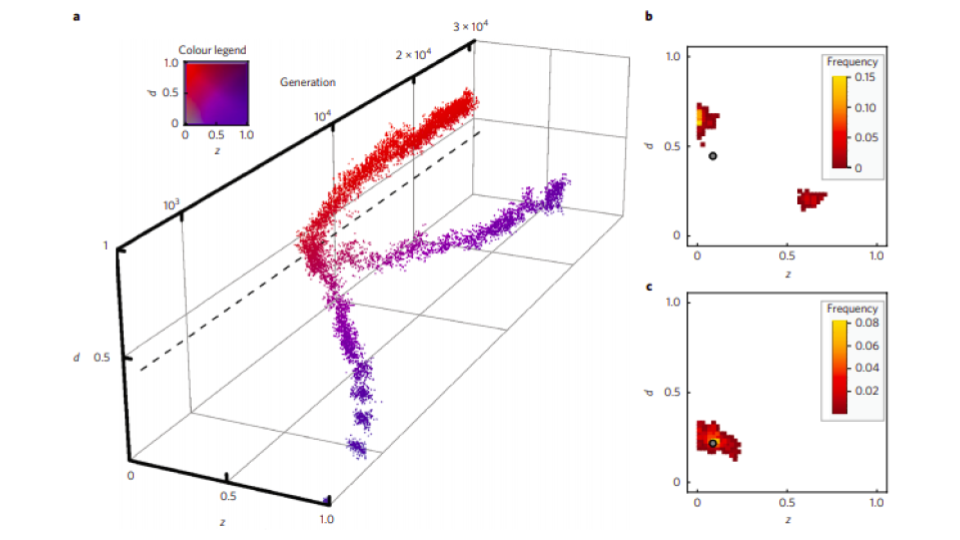 a
Colour legend
1.0
d 0.5
0
0 0.5 1.0
z
Generation
3 × 10⁴
2 × 10⁴
10⁴
10³
1
d 0.5
0
0.5
1.0
z
b
1.0
d 0.5
0
0 0.5 1.0
z
Frequency
0.15
0.10
0.05
0
c
1.0
d 0.5
0
0 0.5 1.0
z
Frequency
0.08
0.06
0.04
0.02